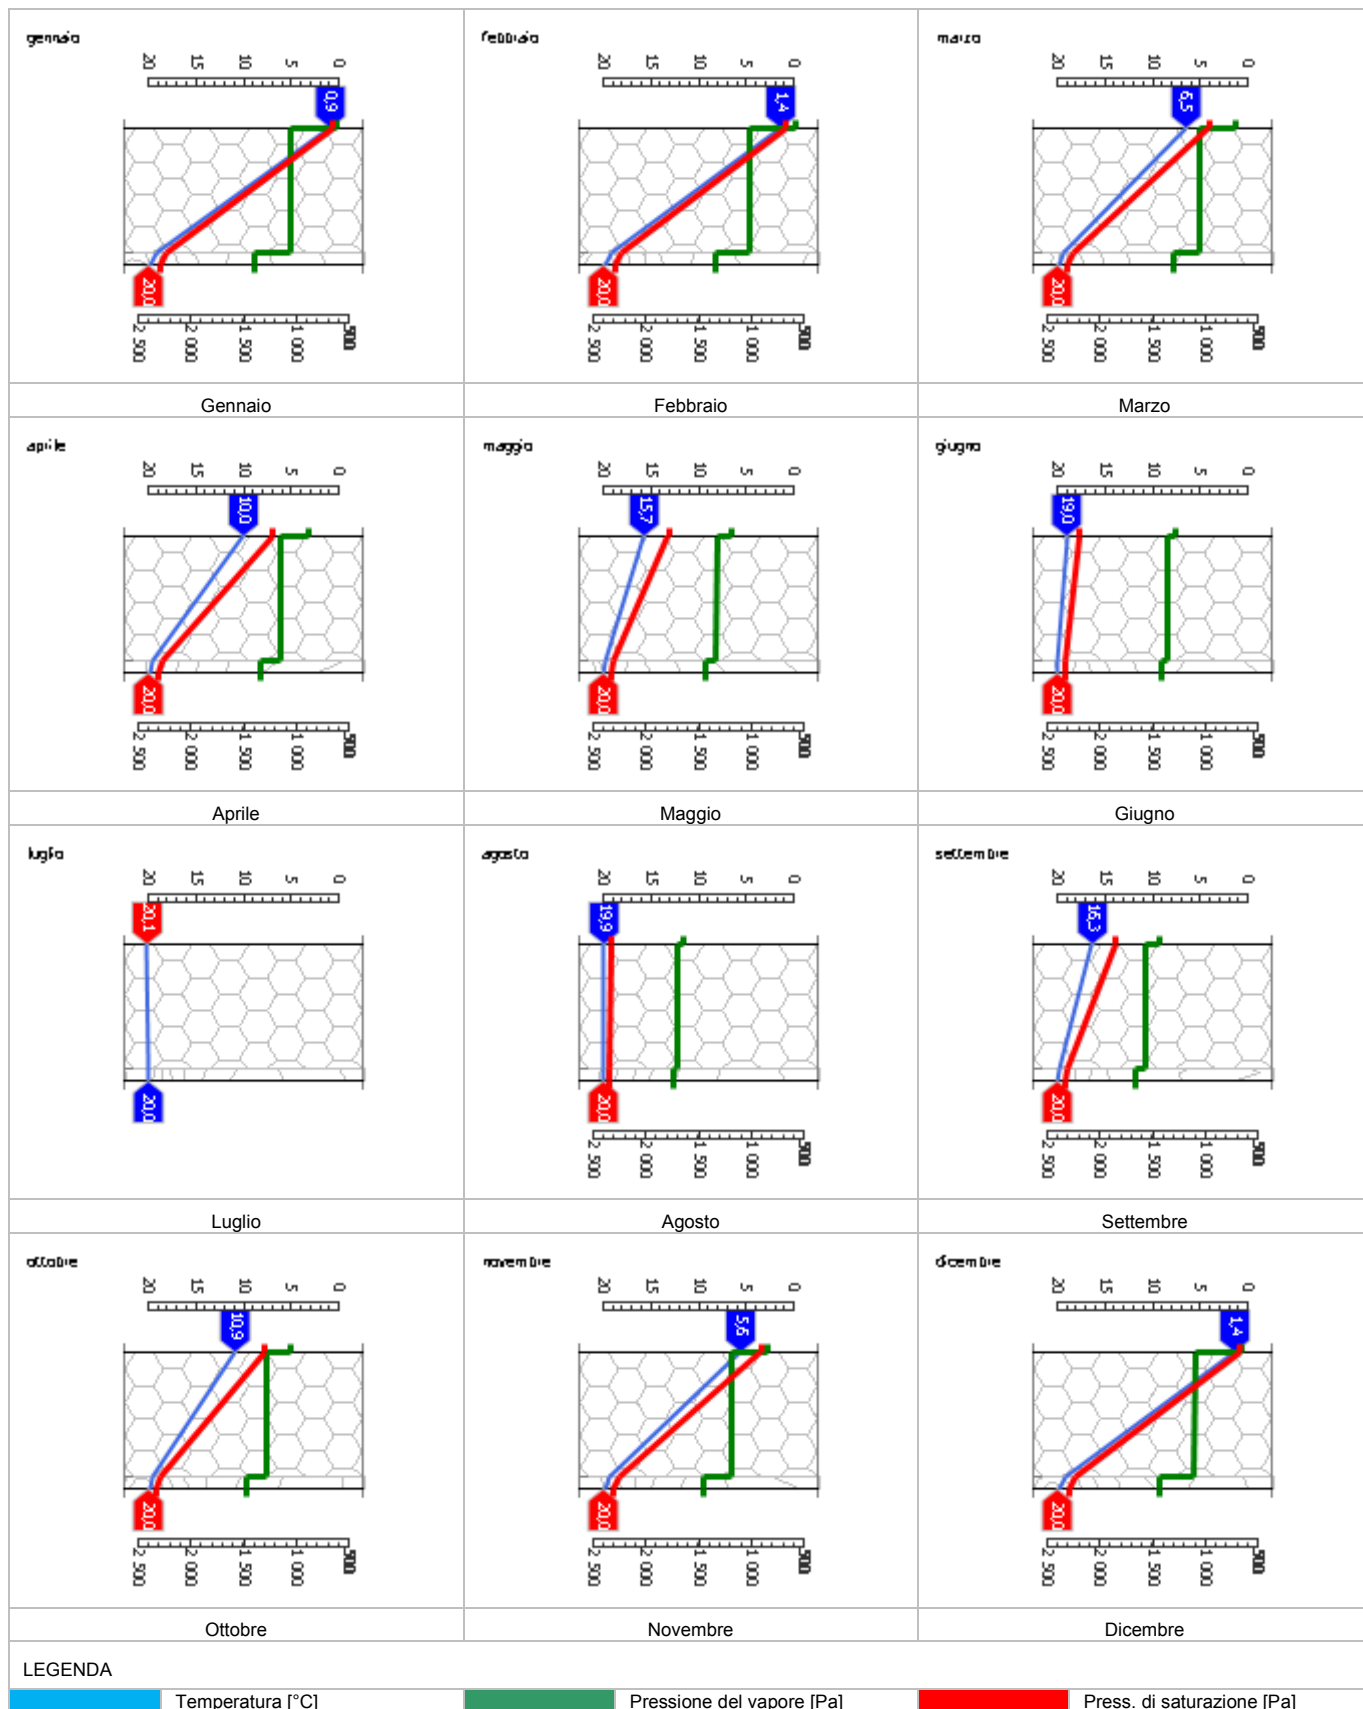 gennaio febbraio marzo
20 15 10 5 0 20 15 10 5 0 20 15 10 5 0
0,9 1,4 6,5
20,0 20,0 20,0
2 500 2 000 1 500 1 000 500 2 500 2 000 1 500 1 000 500 2 500 2 000 1 500 1 000 500
Gennaio Febbraio Marzo
aprile maggio giugno
20 15 10 5 0 20 15 10 5 0 20 15 10 5 0
10,0 15,7 19,0
20,0 20,0 20,0
2 500 2 000 1 500 1 000 500 2 500 2 000 1 500 1 000 500 2 500 2 000 1 500 1 000 500
Aprile Maggio Giugno
luglio agosto settembre
20 15 10 5 0 20 15 10 5 0 20 15 10 5 0
20,1 19,9 16,3
20,0 20,0 20,0
2 500 2 000 1 500 1 000 500 2 500 2 000 1 500 1 000 500
Luglio Agosto Settembre
ottobre novembre dicembre
20 15 10 5 0 20 15 10 5 0 20 15 10 5 0
10,9 5,6 1,4
20,0 20,0 20,0
2 500 2 000 1 500 1 000 500 2 500 2 000 1 500 1 000 500 2 500 2 000 1 500 1 000 500
Ottobre Novembre Dicembre
LEGENDA
Temperatura [°C] Pressione del vapore [Pa] Press. di saturazione [Pa]